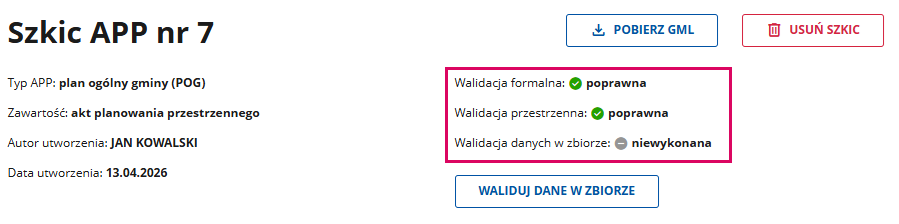 Szkic APP nr 7
POBIERZ GML
USUŃ SZKIC
Typ APP: plan ogólny gminy (POG)
Zawartość: akt planowania przestrzennego
Autor utworzenia: JAN KOWALSKI
Data utworzenia: 13.04.2026
Walidacja formalna: poprawna
Walidacja przestrzenna: poprawna
Walidacja danych w zbiorze: niewykonana
WALIDUJ DANE W ZBIORZE